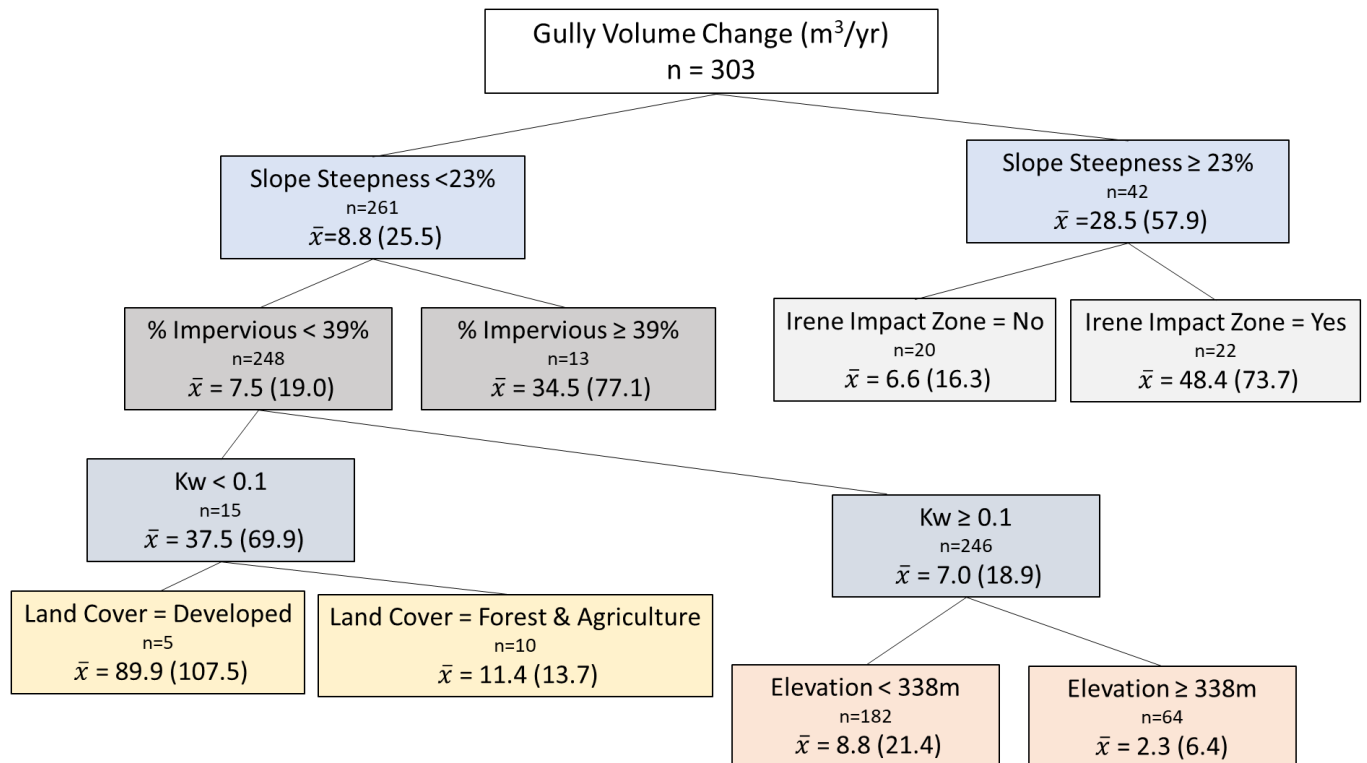 Gully Volume Change (m³/yr)
n = 303
Slope Steepness <23%
n=261
x̄=8.8 (25.5)
Slope Steepness ≥ 23%
n=42
x̄ =28.5 (57.9)
% Impervious < 39%
n=248
x̄ = 7.5 (19.0)
% Impervious ≥ 39%
n=13
x̄ = 34.5 (77.1)
Irene Impact Zone = No
n=20
x̄ = 6.6 (16.3)
Irene Impact Zone = Yes
n=22
x̄ = 48.4 (73.7)
Kw < 0.1
n=15
x̄ = 37.5 (69.9)
Kw ≥ 0.1
n=246
x̄ = 7.0 (18.9)
Land Cover = Developed
n=5
x̄ = 89.9 (107.5)
Land Cover = Forest & Agriculture
n=10
x̄ = 11.4 (13.7)
Elevation < 338m
n=182
x̄ = 8.8 (21.4)
Elevation ≥ 338m
n=64
x̄ = 2.3 (6.4)